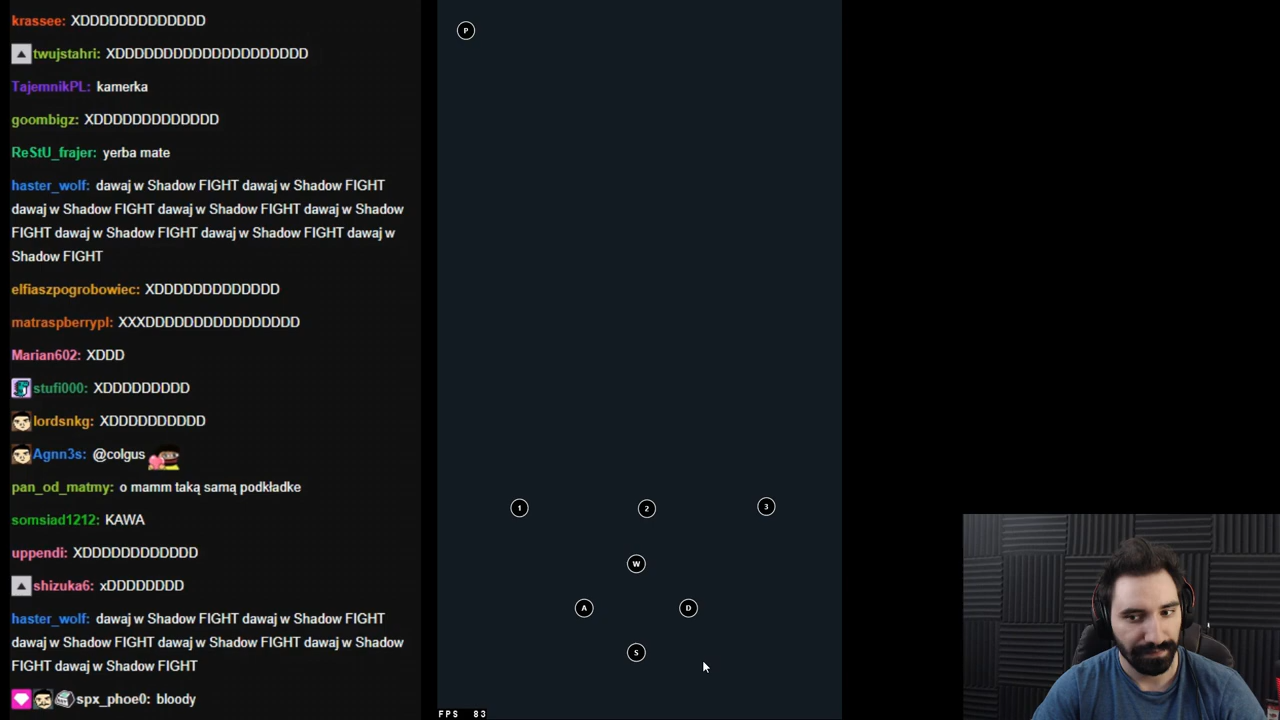 krassee: XDDDDDDDDDDDDD
twujstahri: XDDDDDDDDDDDDDDDDDDDD
TajemnikPL: kamerka
goombigz: XDDDDDDDDDDDDD
ReStU_frajer: yerba mate
haster_wolf: dawaj w Shadow FIGHT dawaj w Shadow FIGHT
dawaj w Shadow FIGHT dawaj w Shadow FIGHT dawaj w Shadow
FIGHT dawaj w Shadow FIGHT dawaj w Shadow FIGHT dawaj w
Shadow FIGHT
elfiaszpogrobowiec: XDDDDDDDDDDDDD
matraspberrypl: XXXDDDDDDDDDDDDDDDD
Marian602: XDDD
stufi000: XDDDDDDDDD
lordsnkg: XDDDDDDDDDD
Agnn3s: @colgus
pan_od_matmy: o mamm taką samą podkładke
somsiad1212: KAWA
uppendi: XDDDDDDDDDDDD
shizuka6: xDDDDDDDD
haster_wolf: dawaj w Shadow FIGHT dawaj w Shadow FIGHT
dawaj w Shadow FIGHT dawaj w Shadow FIGHT dawaj w Shadow
FIGHT dawaj w Shadow FIGHT
spx_phoe0: bloody
P
1 2 3
W
A D
S
FPS 83